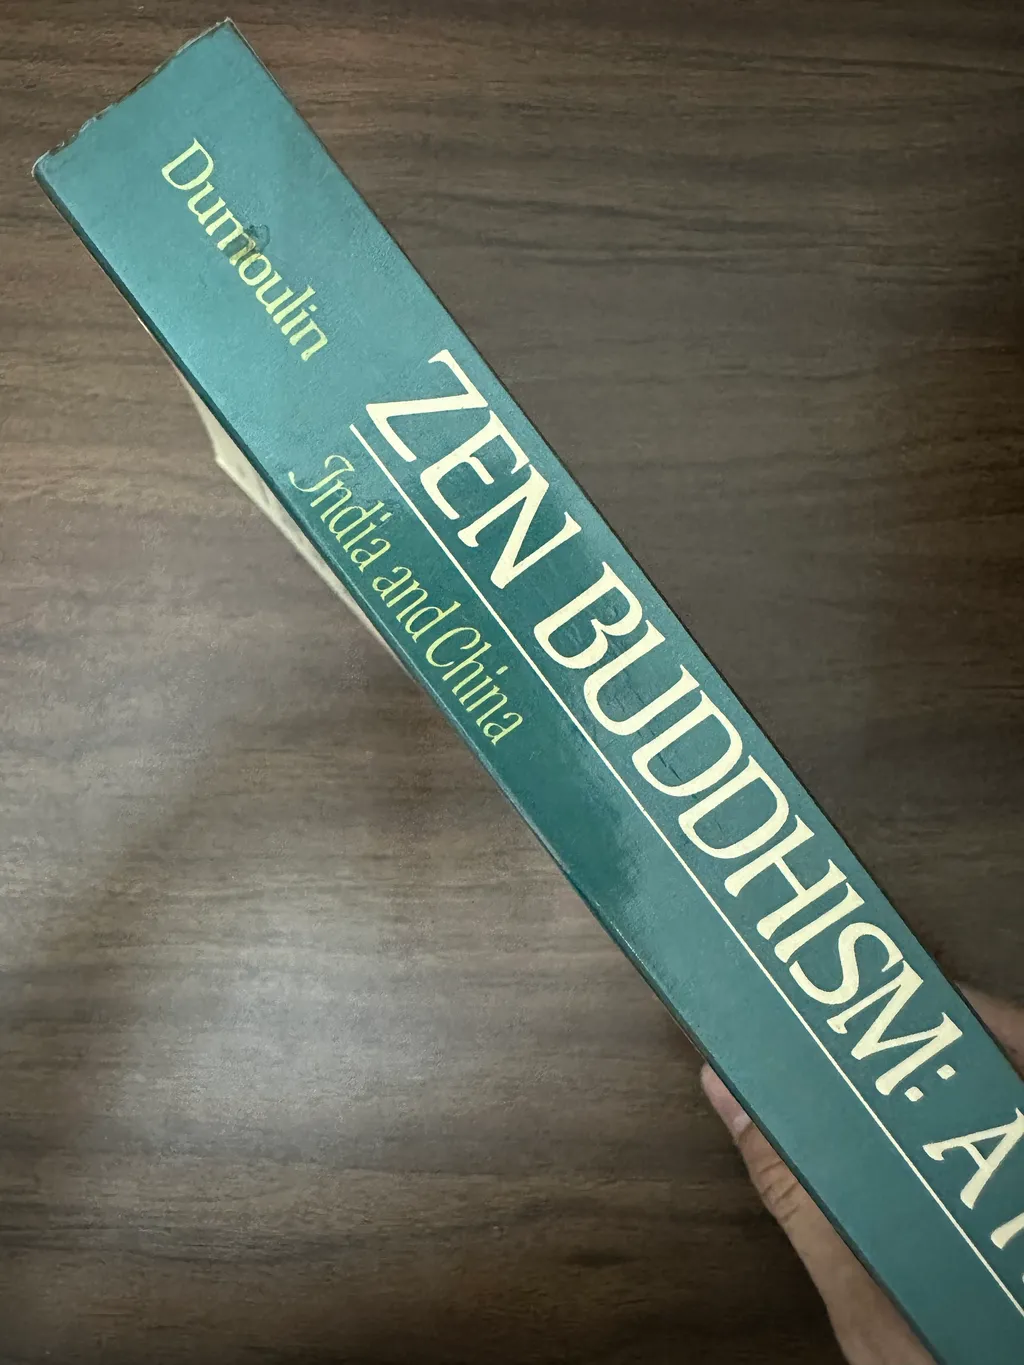 Dumoulin
ZEN BUDDHISM: A
India and China